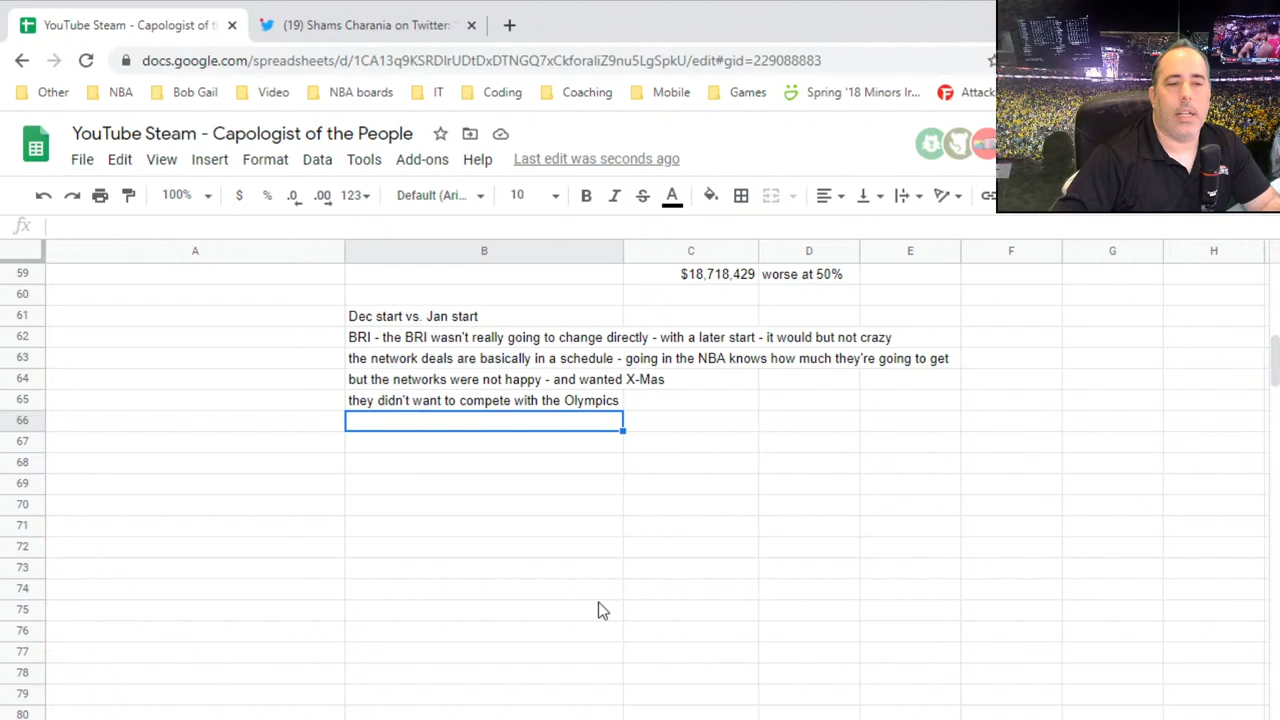 YouTube Steam - Capologist of t
(19) Shams Charania on Twitter:
docs.google.com/spreadsheets/d/1CA13q9KSRDIrUDtDxDTNGQ7xCkforaliZ9nu5LgSpkU/edit#gid=229088883
Other NBA Bob Gail Video NBA boards IT Coding Coaching Mobile Games Spring '18 Minors Ir... Attack
YouTube Steam - Capologist of the People
File Edit View Insert Format Data Tools Add-ons Help Last edit was seconds ago
100% $ % .0 .00 123 Default (Ari... 10 B I S A
fx
A B C D E F G H
59 $18,718,429 worse at 50%
60
61 Dec start vs. Jan start
62 BRI - the BRI wasn't really going to change directly - with a later start - it would but not crazy
63 the network deals are basically in a schedule - going in the NBA knows how much they're going to get
64 but the networks were not happy - and wanted X-Mas
65 they didn't want to compete with the Olympics
66
67
68
69
70
71
72
73
74
75
76
77
78
79
80